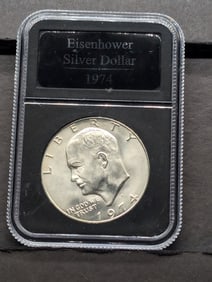 Eisenhower
Silver Dollar
1974
LIBERTY
IN GOD WE
TRUST
1974